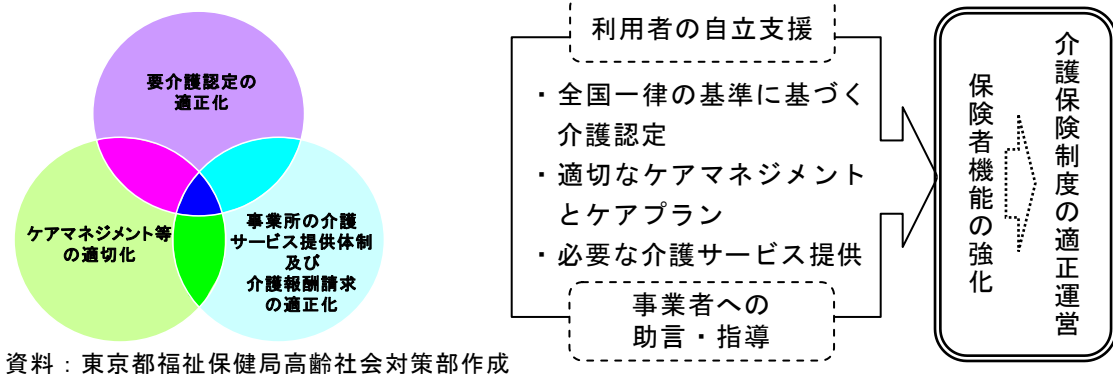 要介護認定の
適正化
ケアマネジメント等
の適切化
事業所の介護
サービス提供体制
及び
介護報酬請求
の適正化
利用者の自立支援
・全国一律の基準に基づく
介護認定
・適切なケアマネジメント
とケアプラン
・必要な介護サービス提供
事業者への
助言・指導
保険者機能の強化
介護保険制度の適正運営
資料：東京都福祉保健局高齢社会対策部作成